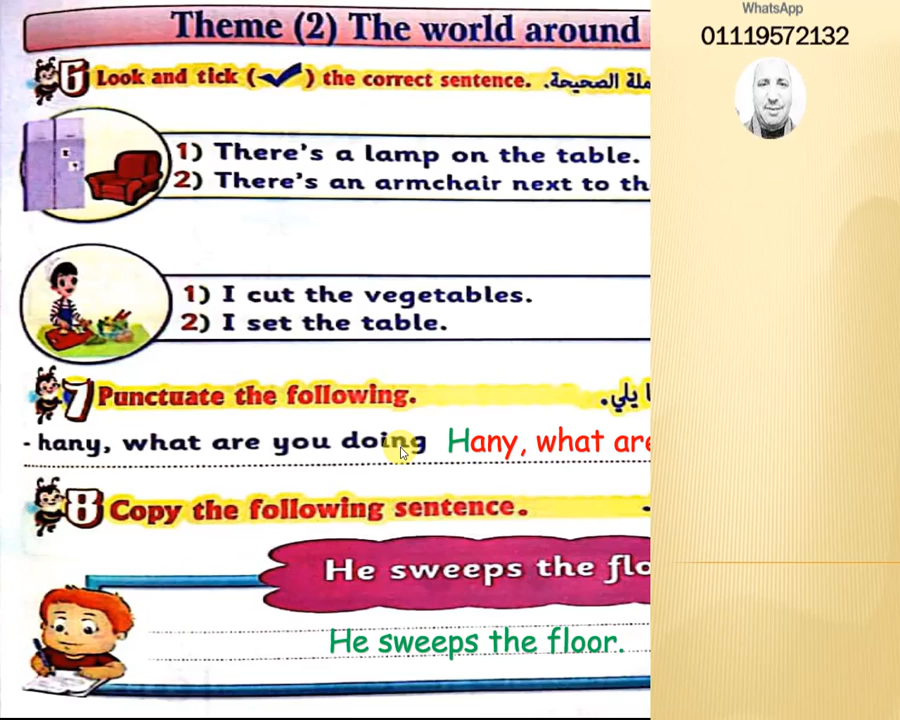 Theme (2) The world around
6 Look and tick (✓) the correct sentence. الصحيحة.
1) There's a lamp on the table.
2) There's an armchair next to
1) I cut the vegetables.
2) I set the table.
7 Punctuate the following. يلي.
- hany, what are you doing Hany, what are
8 Copy the following sentence.
He sweeps the
He sweeps the floor.
WhatsApp
01119572132